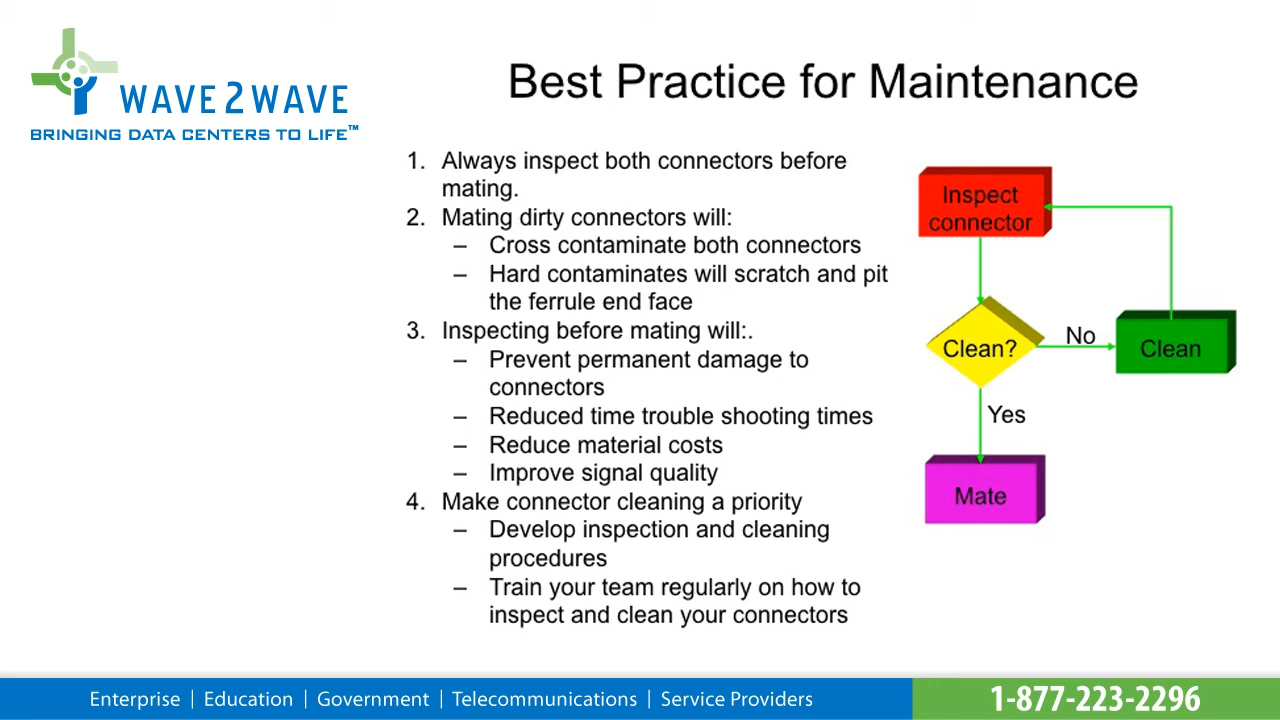 WAVE2WAVE
BRINGING DATA CENTERS TO LIFE™
Best Practice for Maintenance
1. Always inspect both connectors before
mating.
2. Mating dirty connectors will:
– Cross contaminate both connectors
– Hard contaminates will scratch and pit
the ferrule end face
3. Inspecting before mating will:.
– Prevent permanent damage to
connectors
– Reduced time trouble shooting times
– Reduce material costs
– Improve signal quality
4. Make connector cleaning a priority
– Develop inspection and cleaning
procedures
– Train your team regularly on how to
inspect and clean your connectors
Inspect
connector
Clean?
No
Clean
Yes
Mate
Enterprise | Education | Government | Telecommunications | Service Providers
1-877-223-2296